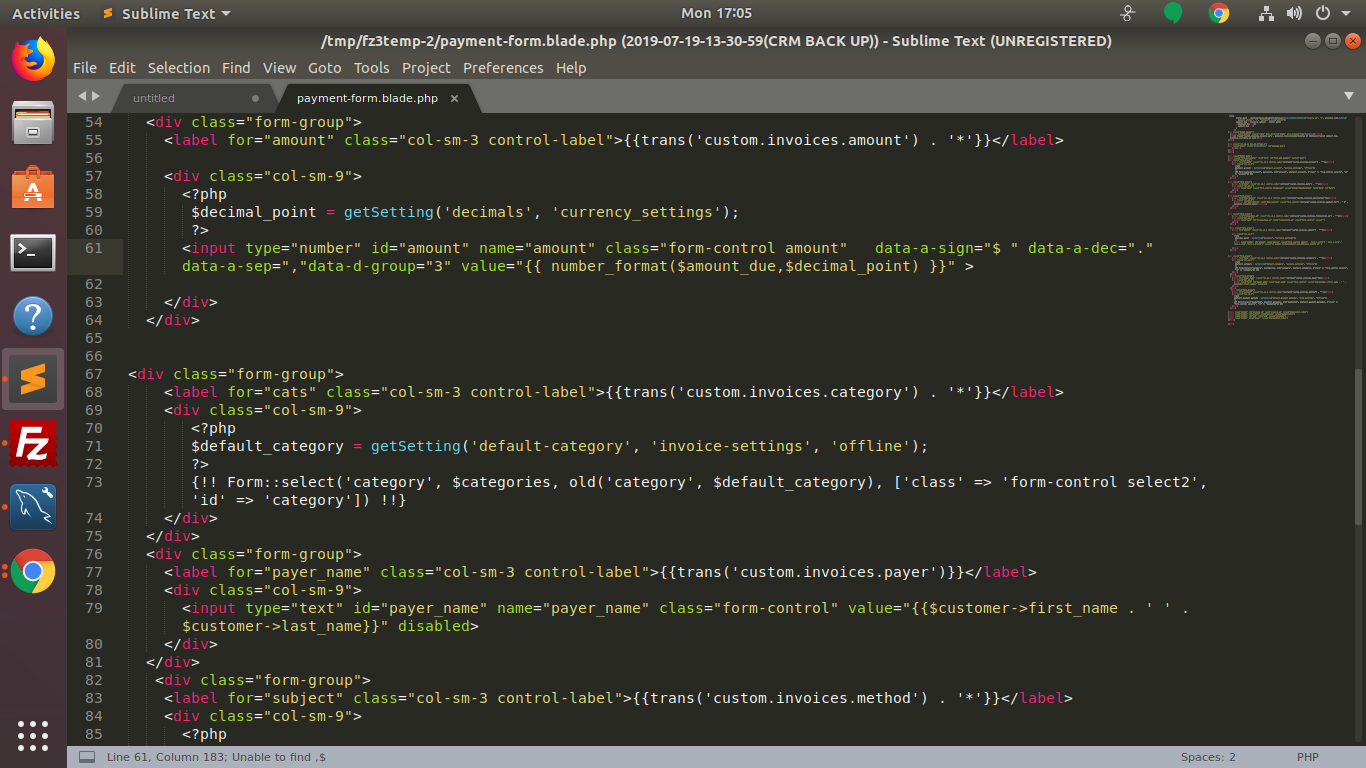 Activities
Sublime Text
Mon 17:05
/tmp/fz3temp-2/payment-form.blade.php (2019-07-19-13-30-59(CRM BACK UP)) - Sublime Text (UNREGISTERED)
File Edit Selection Find View Goto Tools Project Preferences Help
untitled
payment-form.blade.php
54 <div class="form-group">
55 <label for="amount" class="col-sm-3 control-label">{{trans('custom.invoices.amount') . '*'}}</label>
56
57 <div class="col-sm-9">
58 <?php
59 $decimal_point = getSetting('decimals', 'currency_settings');
60 ?>
61 <input type="number" id="amount" name="amount" class="form-control amount"   data-a-sign="$ " data-a-dec="."
data-a-sep=","data-d-group="3" value="{{ number_format($amount_due,$decimal_point) }}" >
62
63 </div>
64 </div>
65
66
67 <div class="form-group">
68 <label for="cats" class="col-sm-3 control-label">{{trans('custom.invoices.category') . '*'}}</label>
69 <div class="col-sm-9">
70 <?php
71 $default_category = getSetting('default-category', 'invoice-settings', 'offline');
72 ?>
73 {!! Form::select('category', $categories, old('category', $default_category), ['class' => 'form-control select2',
'id' => 'category']) !!}
74 </div>
75 </div>
76 <div class="form-group">
77 <label for="payer_name" class="col-sm-3 control-label">{{trans('custom.invoices.payer')}}</label>
78 <div class="col-sm-9">
79 <input type="text" id="payer_name" name="payer_name" class="form-control" value="{{$customer->first_name . ' ' .
$customer->last_name}}" disabled>
80 </div>
81 </div>
82 <div class="form-group">
83 <label for="subject" class="col-sm-3 control-label">{{trans('custom.invoices.method') . '*'}}</label>
84 <div class="col-sm-9">
85 <?php
Line 61, Column 183; Unable to find ,$
Spaces: 2
PHP